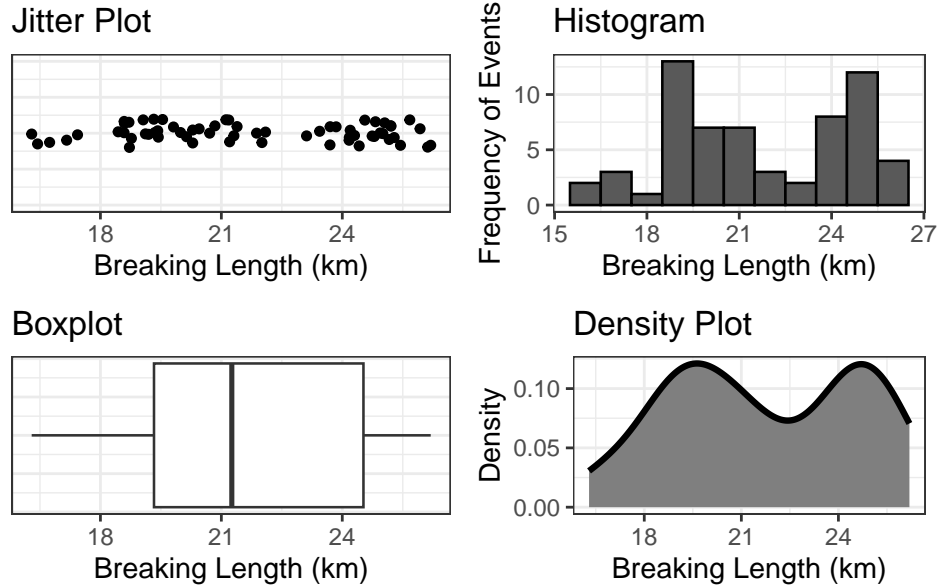 Jitter Plot
18 21 24
Breaking Length (km)
Histogram
Frequency of Events
10
5
0
15 18 21 24 27
Breaking Length (km)
Boxplot
18 21 24
Breaking Length (km)
Density Plot
Density
0.10
0.05
0.00
18 21 24
Breaking Length (km)